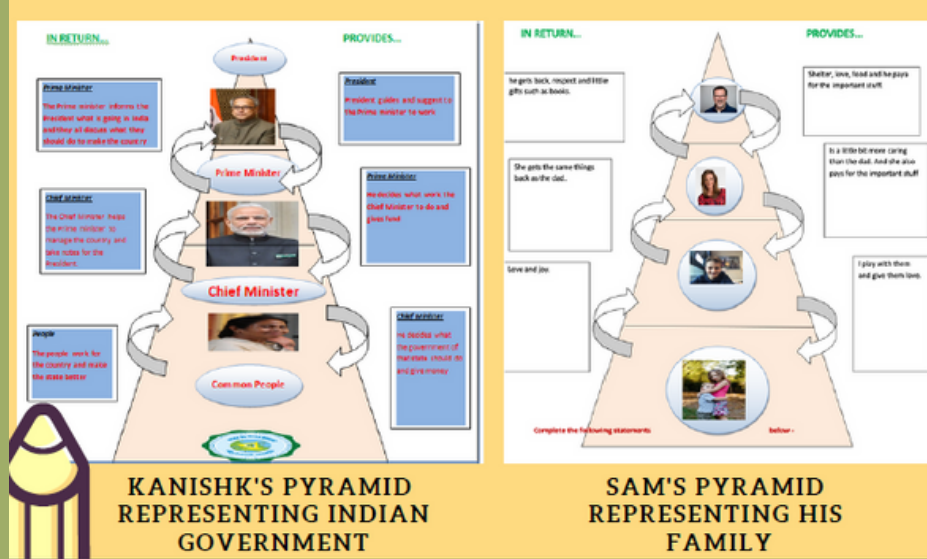 IN RETURN...
PROVIDES...
President
Prime Minister
The Prime minister informs the
President what is going in India
and they all discuss what they
should do to make the country
President
President guides and suggest to
the Prime minister to work
Prime Minister
Chief Minister
The Chief Minister helps
the Prime minister to
manage the country and
take notes for the
President
Prime Minister
He decides what work the
Chief Minister to do and
gives fund
Chief Minister
People
The people work for
the country and make
the state better
Chief Minister
He decides what
the government of
should do
and give money
Common People
KANISHK'S PYRAMID
REPRESENTING INDIAN
GOVERNMENT
IN RETURN...
PROVIDES...
he gets back, respect and little
gifts such as books.
Shelter, love, food and he pays
for the important stuff.
She gets the same things
back as the dad.
Is a little bit more caring
than the dad. And she also
pays for the important stuff
Love and joy.
I play with them
and give them love.
Complete the following statements
below -
SAM'S PYRAMID
REPRESENTING HIS
FAMILY